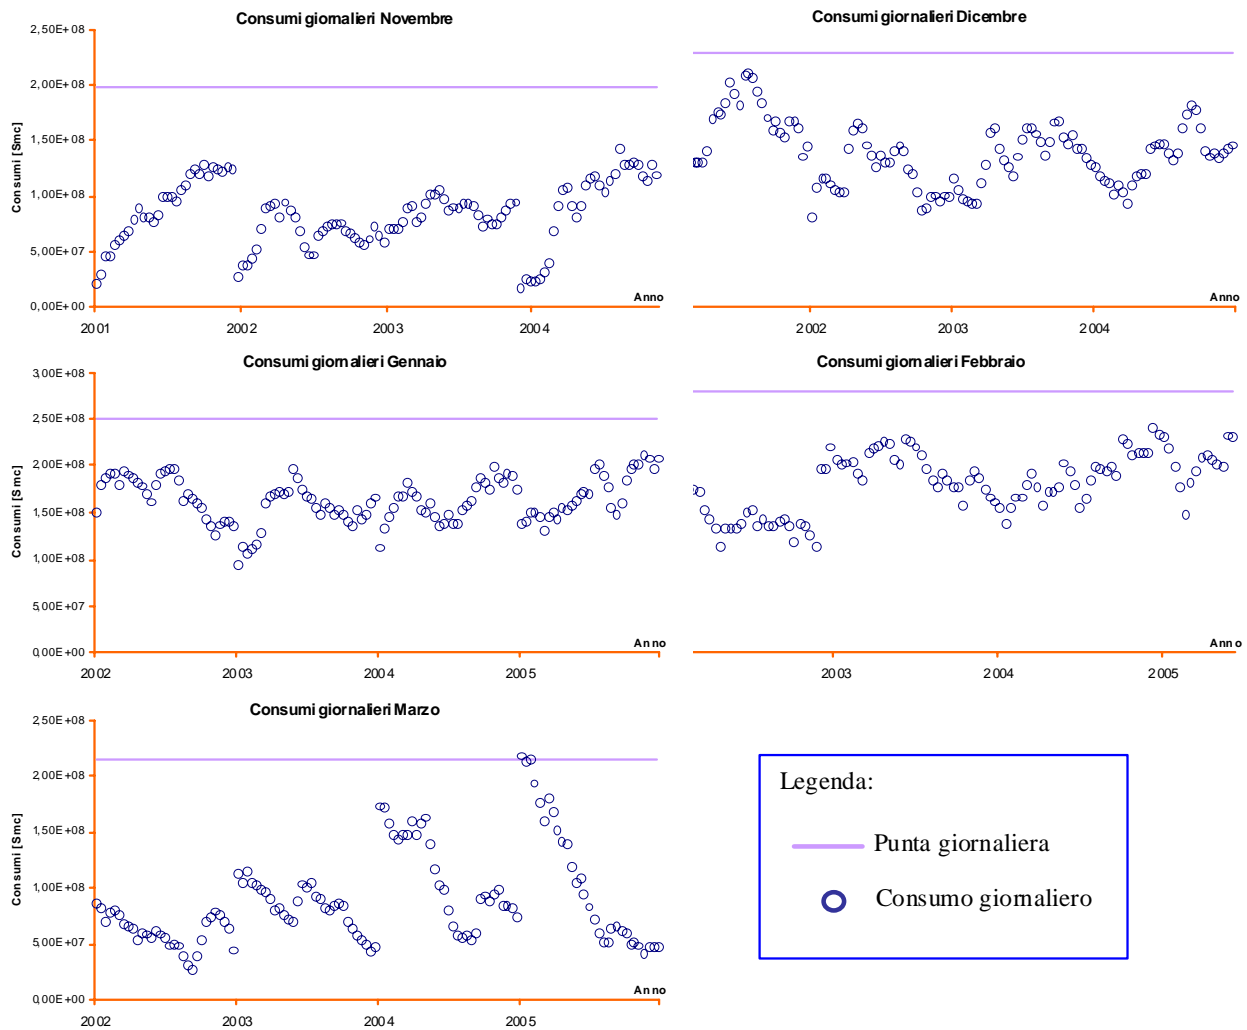 Consumi giornalieri Novembre
2,50E+08
2,00E+08
1,50E+08
1,00E+08
5,00E+07
0,00E+00
Consumi [Smc]
Anno
2001 2002 2003 2004
Consumi giornalieri Dicembre
Anno
2002 2003 2004
Consumi giornalieri Gennaio
3,00E+08
2,50E+08
2,00E+08
1,50E+08
1,00E+08
5,00E+07
0,00E+00
Consumi [Smc]
Anno
2002 2003 2004 2005
Consumi giornalieri Febbraio
Anno
2003 2004 2005
Consumi giornalieri Marzo
2,50E+08
2,00E+08
1,50E+08
1,00E+08
5,00E+07
0,00E+00
Consumi [Smc]
Anno
2002 2003 2004 2005
Legenda:
Punta giornaliera
Consumo giornaliero